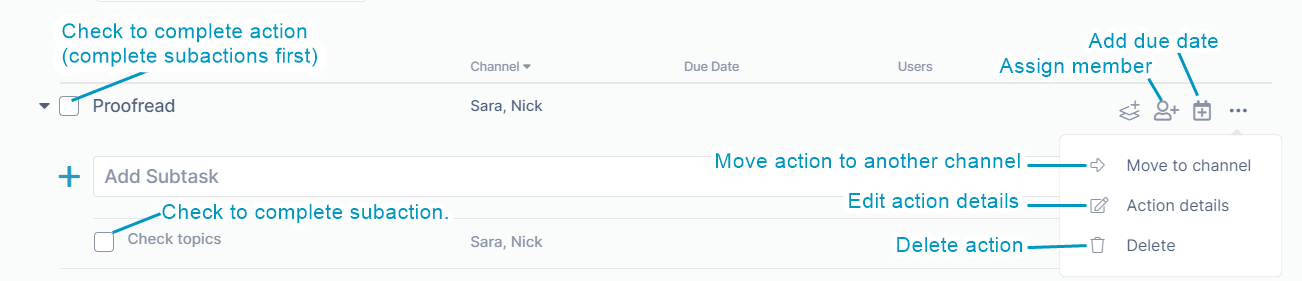 Check to complete action
(complete subactions first)
Add due date
Assign member
Channel
Due Date
Users
Proofread
Sara, Nick
Move action to another channel
Move to channel
Add Subtask
Edit action details
Action details
Check to complete subaction.
Check topics
Sara, Nick
Delete action
Delete